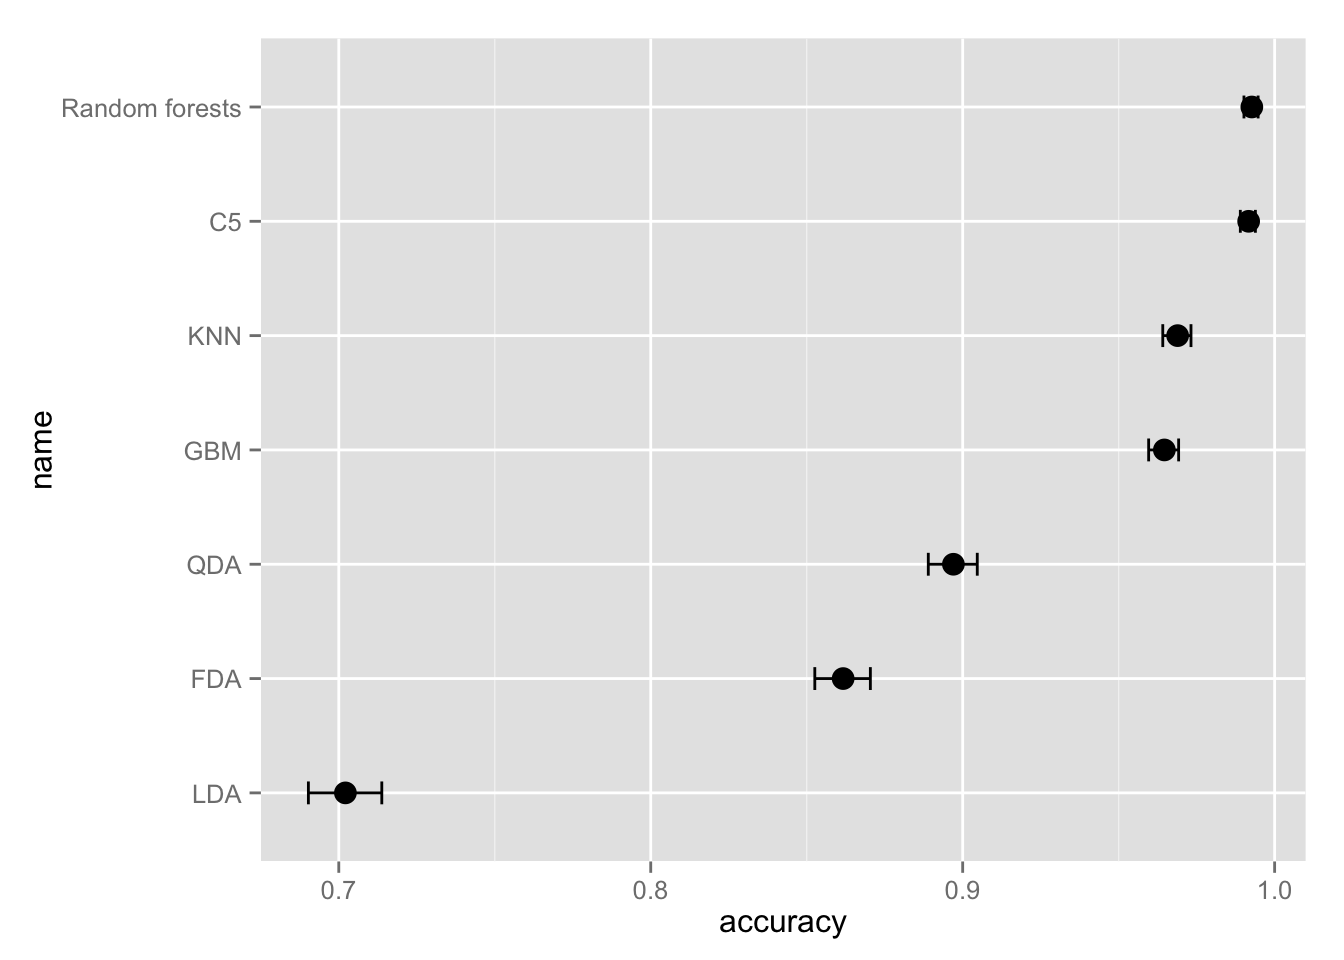 Random forests
C5
KNN
GBM
QDA
FDA
LDA
name
0.7 0.8 0.9 1.0
accuracy